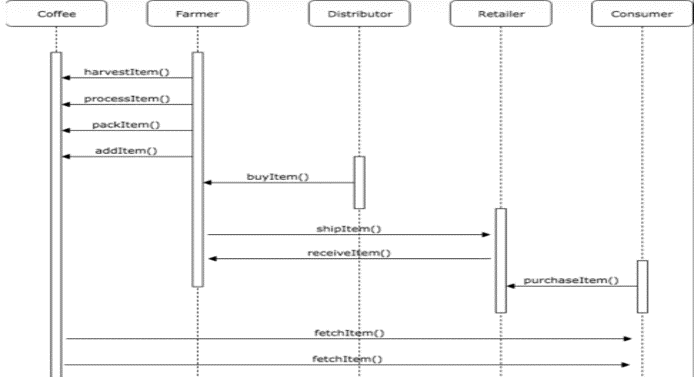 Coffee
Farmer
Distributor
Retailer
Consumer
harvestItem()
processItem()
packItem()
addItem()
buyItem()
shipItem()
receiveItem()
purchaseItem()
fetchItem()
fetchItem()